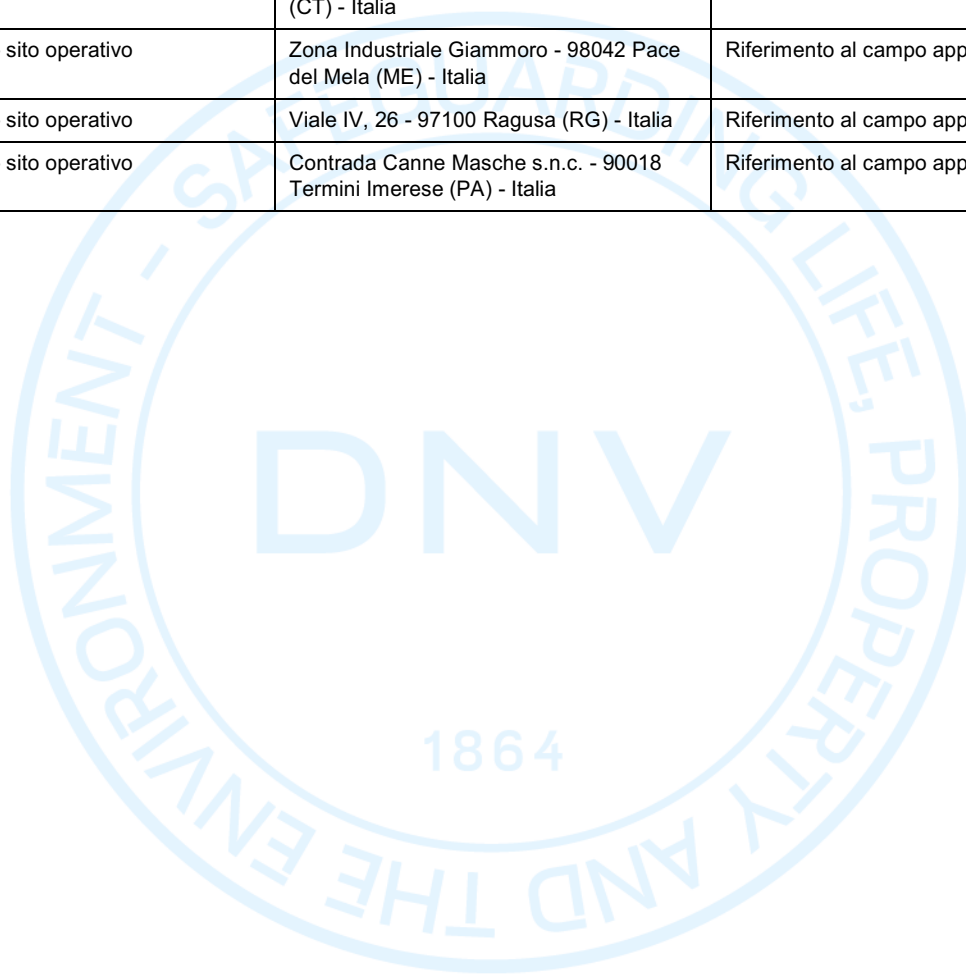 (CT) - Italia
sito operativo
Zona Industriale Giammoro - 98042 Pace
del Mela (ME) - Italia
Riferimento al campo app
sito operativo
Viale IV, 26 - 97100 Ragusa (RG) - Italia
Riferimento al campo app
sito operativo
Contrada Canne Masche s.n.c. - 90018
Termini Imerese (PA) - Italia
Riferimento al campo app
SAFEGUARDING LIFE, PROPERTY AND THE ENVIRONMENT -
DNV
1864